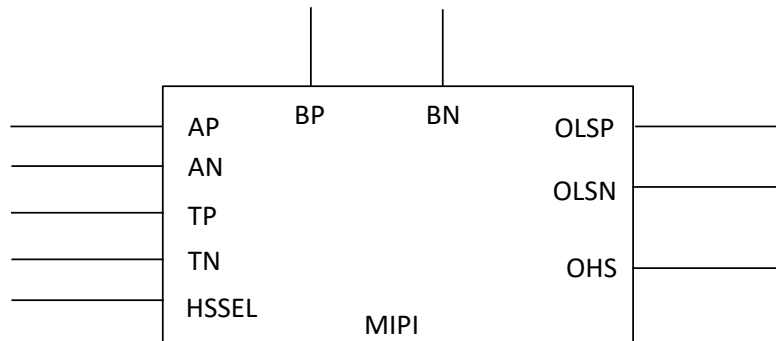 BP BN
AP OLSP
AN
OLSN
TP
TN OHS
HSSEL
MIPI